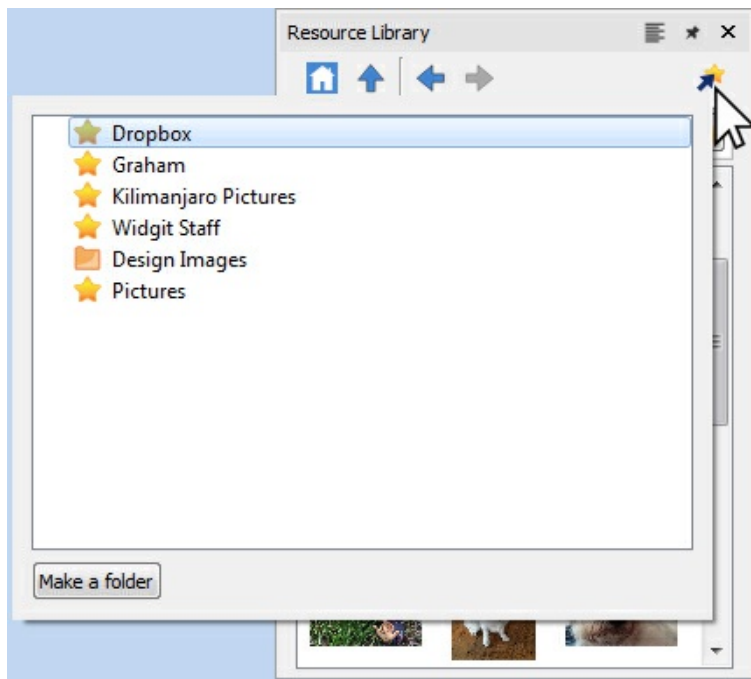 Resource Library
Dropbox
Graham
Kilimanjaro Pictures
Widgit Staff
Design Images
Pictures
Make a folder